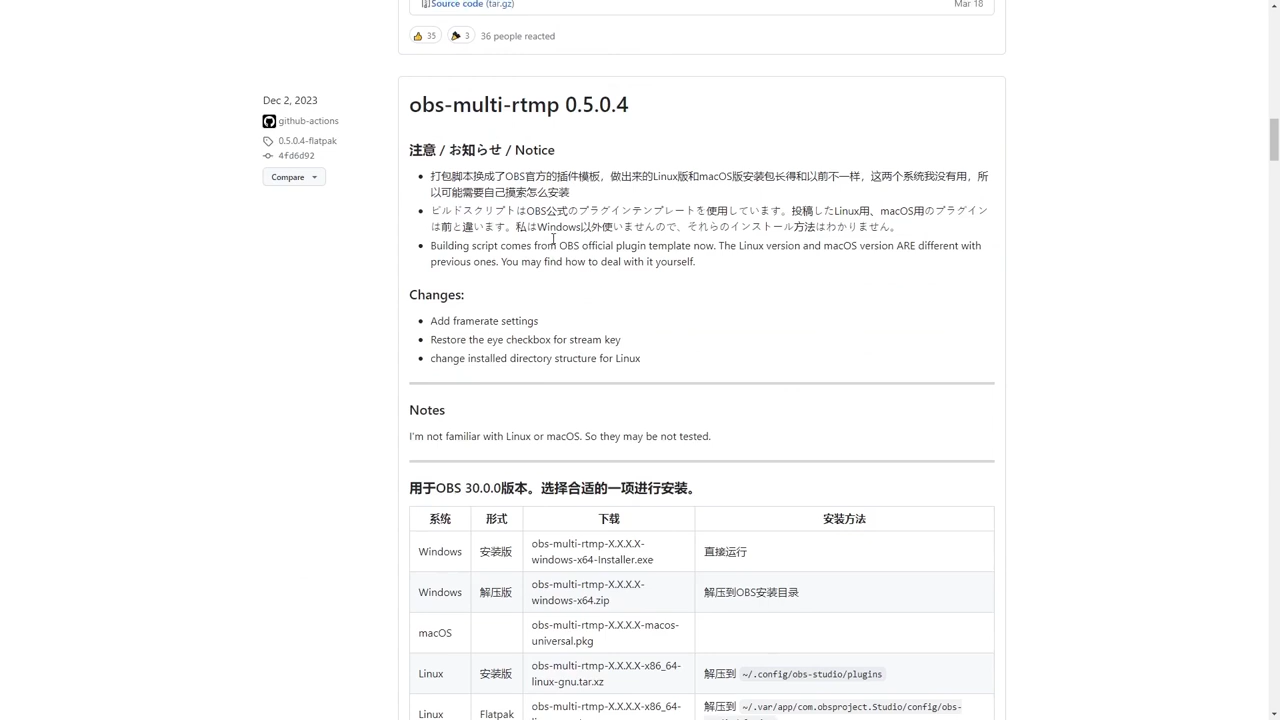 Source code (tar.gz)
Mar 18
35
3
36 people reacted
Dec 2, 2023
github-actions
0.5.0.4-flatpak
4fd6d92
Compare
obs-multi-rtmp 0.5.0.4
注意 / お知らせ / Notice
打包脚本换成了OBS官方的插件模板，做出来的Linux版和macOS版安装包长得和以前不一样，这两个系统我没有用，所
以可能需要自己摸索怎么安装
ビルドスクリプトはOBS公式のプラグインテンプレートを使用しています。投稿したLinux用、macOS用のプラグイン
は前と違います。私はWindows以外使いませんので、それらのインストール方法はわかりません。
Building script comes from OBS official plugin template now. The Linux version and macOS version ARE different with
previous ones. You may find how to deal with it yourself.
Changes:
Add framerate settings
Restore the eye checkbox for stream key
change installed directory structure for Linux
Notes
I'm not familiar with Linux or macOS. So they may be not tested.
用于OBS 30.0.0版本。选择合适的一项进行安装。
系统 形式 下载 安装方法
Windows 安装版 obs-multi-rtmp-X.X.X.X-
windows-x64-Installer.exe 直接运行
Windows 解压版 obs-multi-rtmp-X.X.X.X-
windows-x64.zip 解压到OBS安装目录
macOS obs-multi-rtmp-X.X.X.X-macos-
universal.pkg
Linux 安装版 obs-multi-rtmp-X.X.X.X-x86_64-
linux-gnu.tar.xz 解压到 ~/.config/obs-studio/plugins
Linux Flatpak obs-multi-rtmp-X.X.X.X-x86_64- 解压到 ~/.var/app/com.obsproject.Studio/config/obs-